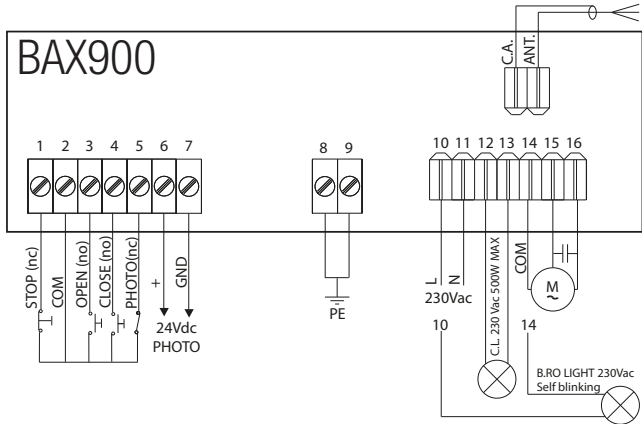 C.A.
ANT.
BAX900
1 2 3 4 5 6 7
8 9
10 11 12 13 14 15 16
STOP (nc)
COM
OPEN (no)
CLOSE (no)
PHOTO(nc)
+
GND
24Vdc
PHOTO
PE
L
N
230Vac
C.L. 230 Vac 500W MAX
COM
M
~
10
14
B.RO LIGHT 230Vac
Self blinking